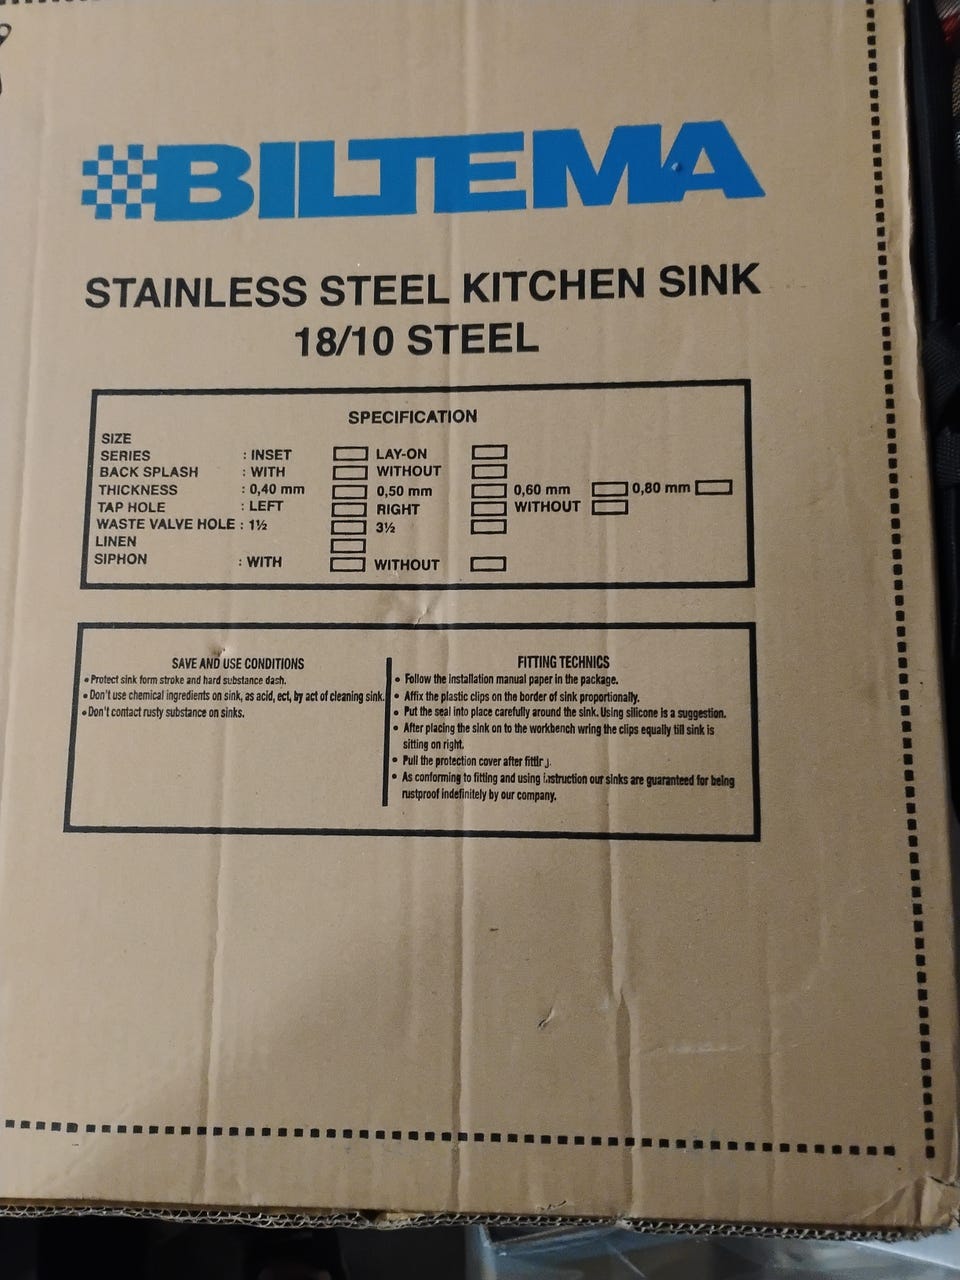 BILTEMA
STAINLESS STEEL KITCHEN SINK
18/10 STEEL
SPECIFICATION
SIZE
SERIES : INSET LAY-ON
BACK SPLASH : WITH WITHOUT
THICKNESS : 0,40 mm 0,50 mm 0,60 mm 0,80 mm
TAP HOLE : LEFT RIGHT WITHOUT
WASTE VALVE HOLE : 1½ 3½
LINEN
SIPHON : WITH WITHOUT
SAVE AND USE CONDITIONS
• Protect sink form stroke and hard substance dash.
• Don't use chemical ingredients on sink, as acid, ect, by act of cleaning sink.
• Don't contact rusty substance on sinks.
FITTING TECHNICS
• Follow the installation manual paper in the package.
• Affix the plastic clips on the border of sink proportionally.
• Put the seal into place carefully around the sink. Using silicone is a suggestion.
• After placing the sink on to the workbench wring the clips equally till sink is
sitting on right.
• Pull the protection cover after
• As conforming to fitting and using instruction our sinks are guaranteed for being
rustproof indefinitely by our company.